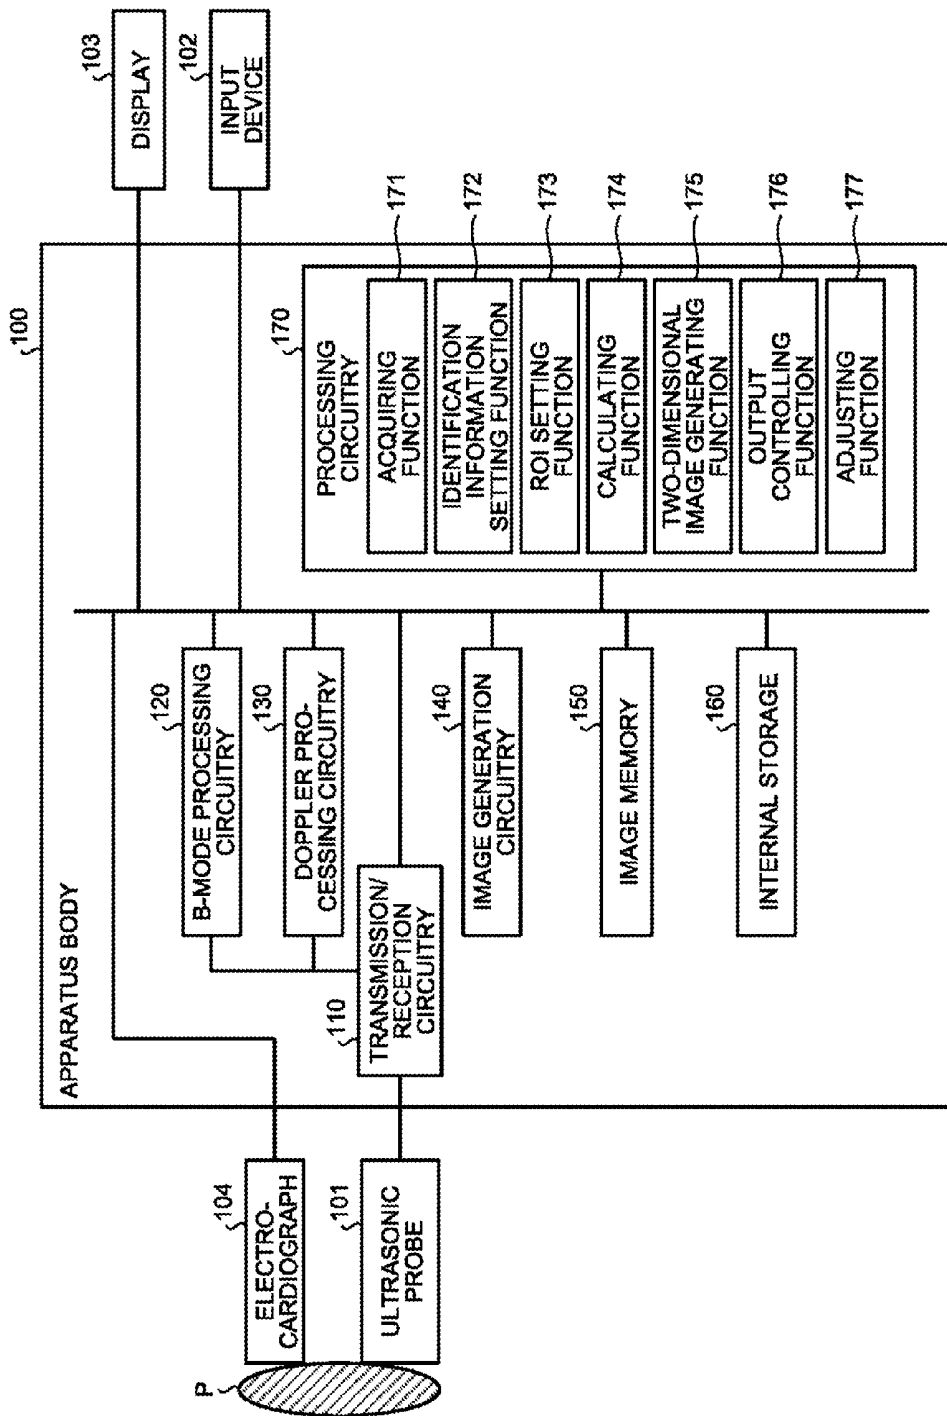 103
DISPLAY
102
INPUT
DEVICE
100
APPARATUS BODY
170
PROCESSING
CIRCUITRY
ACQUIRING
FUNCTION
171
IDENTIFICATION
INFORMATION
SETTING FUNCTION
172
ROI SETTING
FUNCTION
173
CALCULATING
FUNCTION
174
TWO-DIMENSIONAL
IMAGE GENERATING
FUNCTION
175
OUTPUT
CONTROLLING
FUNCTION
176
ADJUSTING
FUNCTION
177
120
B-MODE PROCESSING
CIRCUITRY
130
DOPPLER PRO-
CESSING CIRCUITRY
110
TRANSMISSION/
RECEPTION
CIRCUITRY
140
IMAGE GENERATION
CIRCUITRY
150
IMAGE MEMORY
160
INTERNAL STORAGE
104
ELECTRO-
CARDIOGRAPH
101
ULTRASONIC
PROBE
P